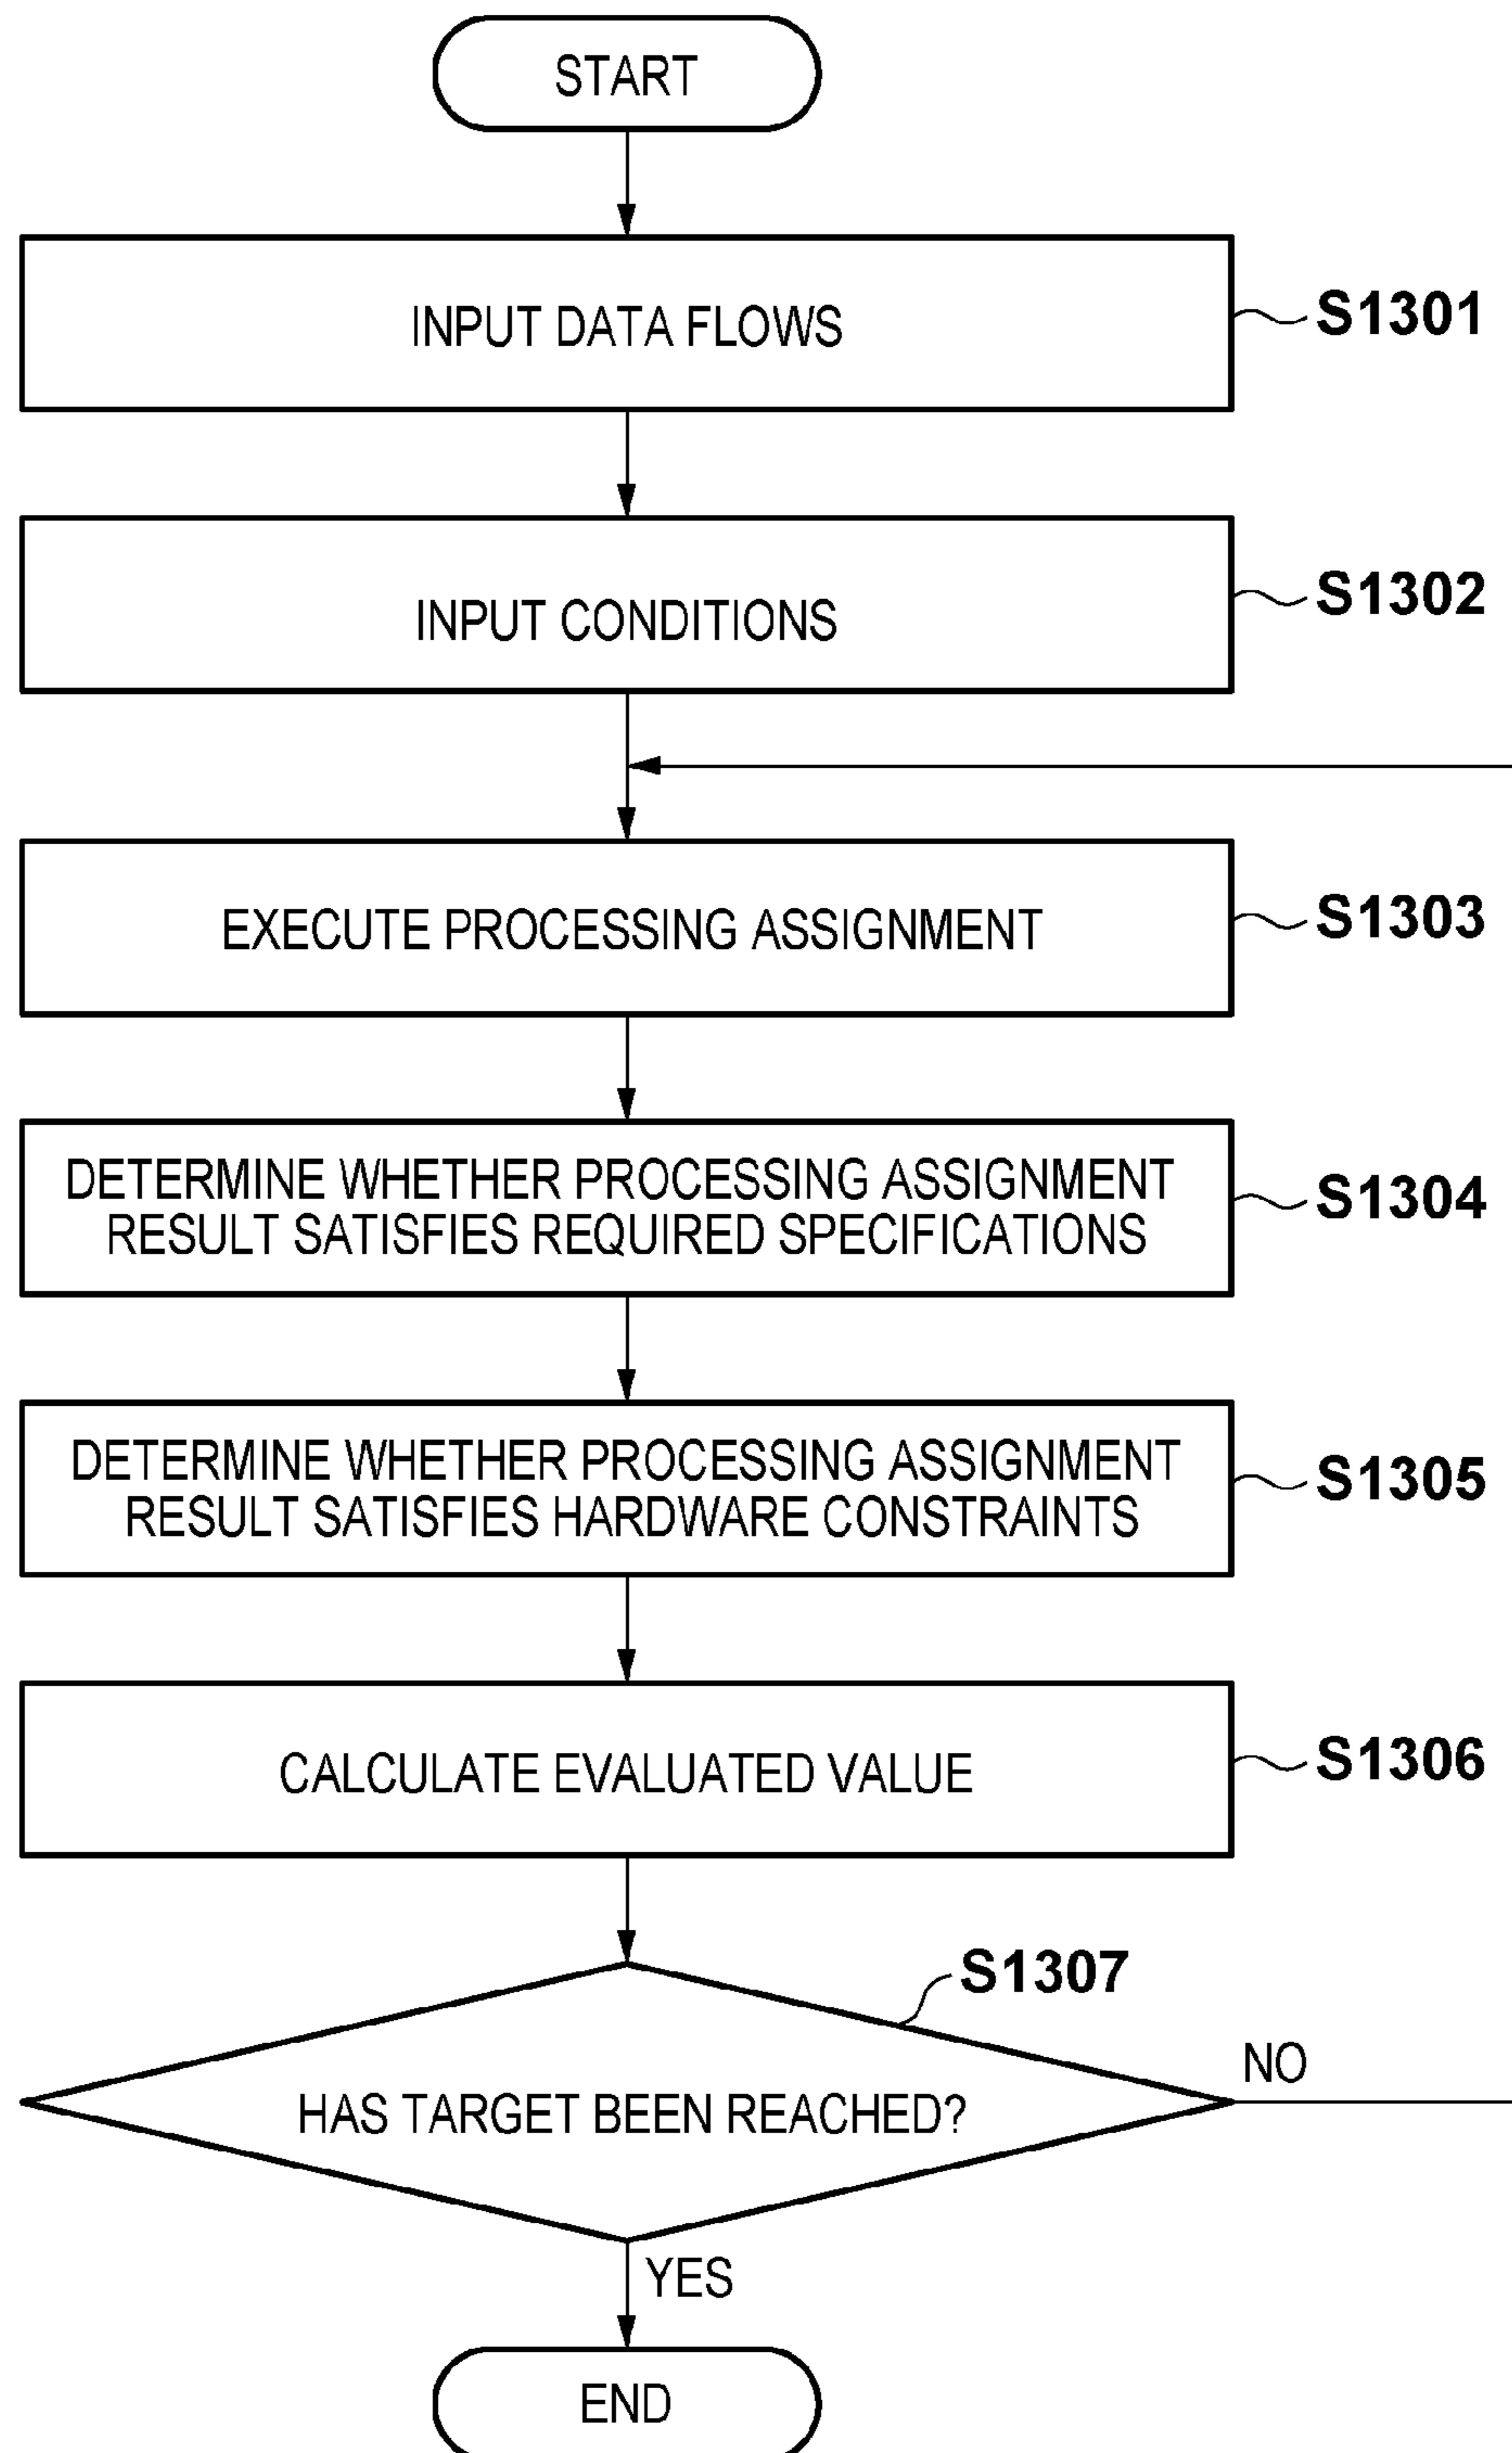 START
INPUT DATA FLOWS
S1301
INPUT CONDITIONS
S1302
EXECUTE PROCESSING ASSIGNMENT
S1303
DETERMINE WHETHER PROCESSING ASSIGNMENT
RESULT SATISFIES REQUIRED SPECIFICATIONS
S1304
DETERMINE WHETHER PROCESSING ASSIGNMENT
RESULT SATISFIES HARDWARE CONSTRAINTS
S1305
CALCULATE EVALUATED VALUE
S1306
S1307
HAS TARGET BEEN REACHED?
NO
YES
END